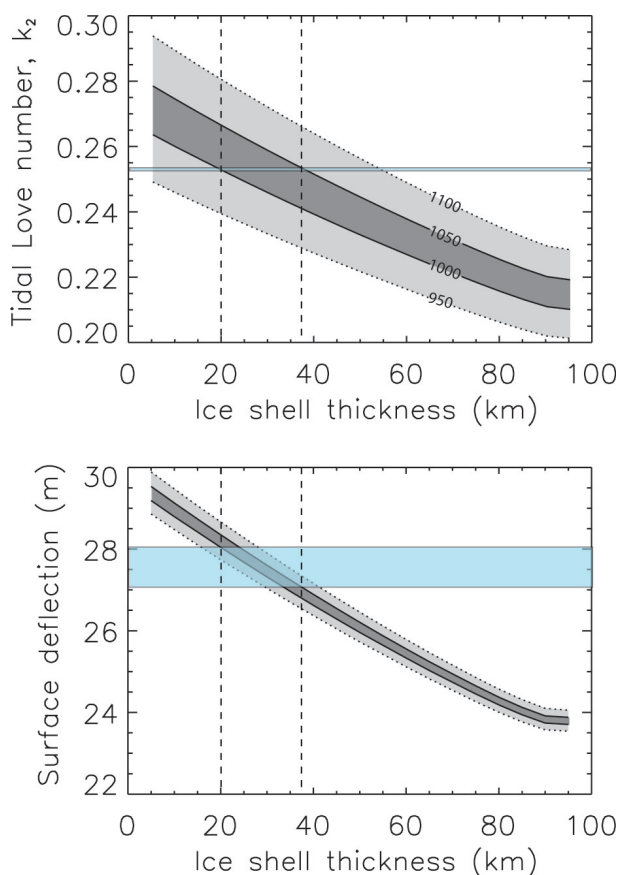 Tidal Love number, k₂
0.30
0.28
0.26
0.24
0.22
0.20
1100
1050
1000
950
0 20 40 60 80 100
Ice shell thickness (km)
Surface deflection (m)
30
28
26
24
22
0 20 40 60 80 100
Ice shell thickness (km)